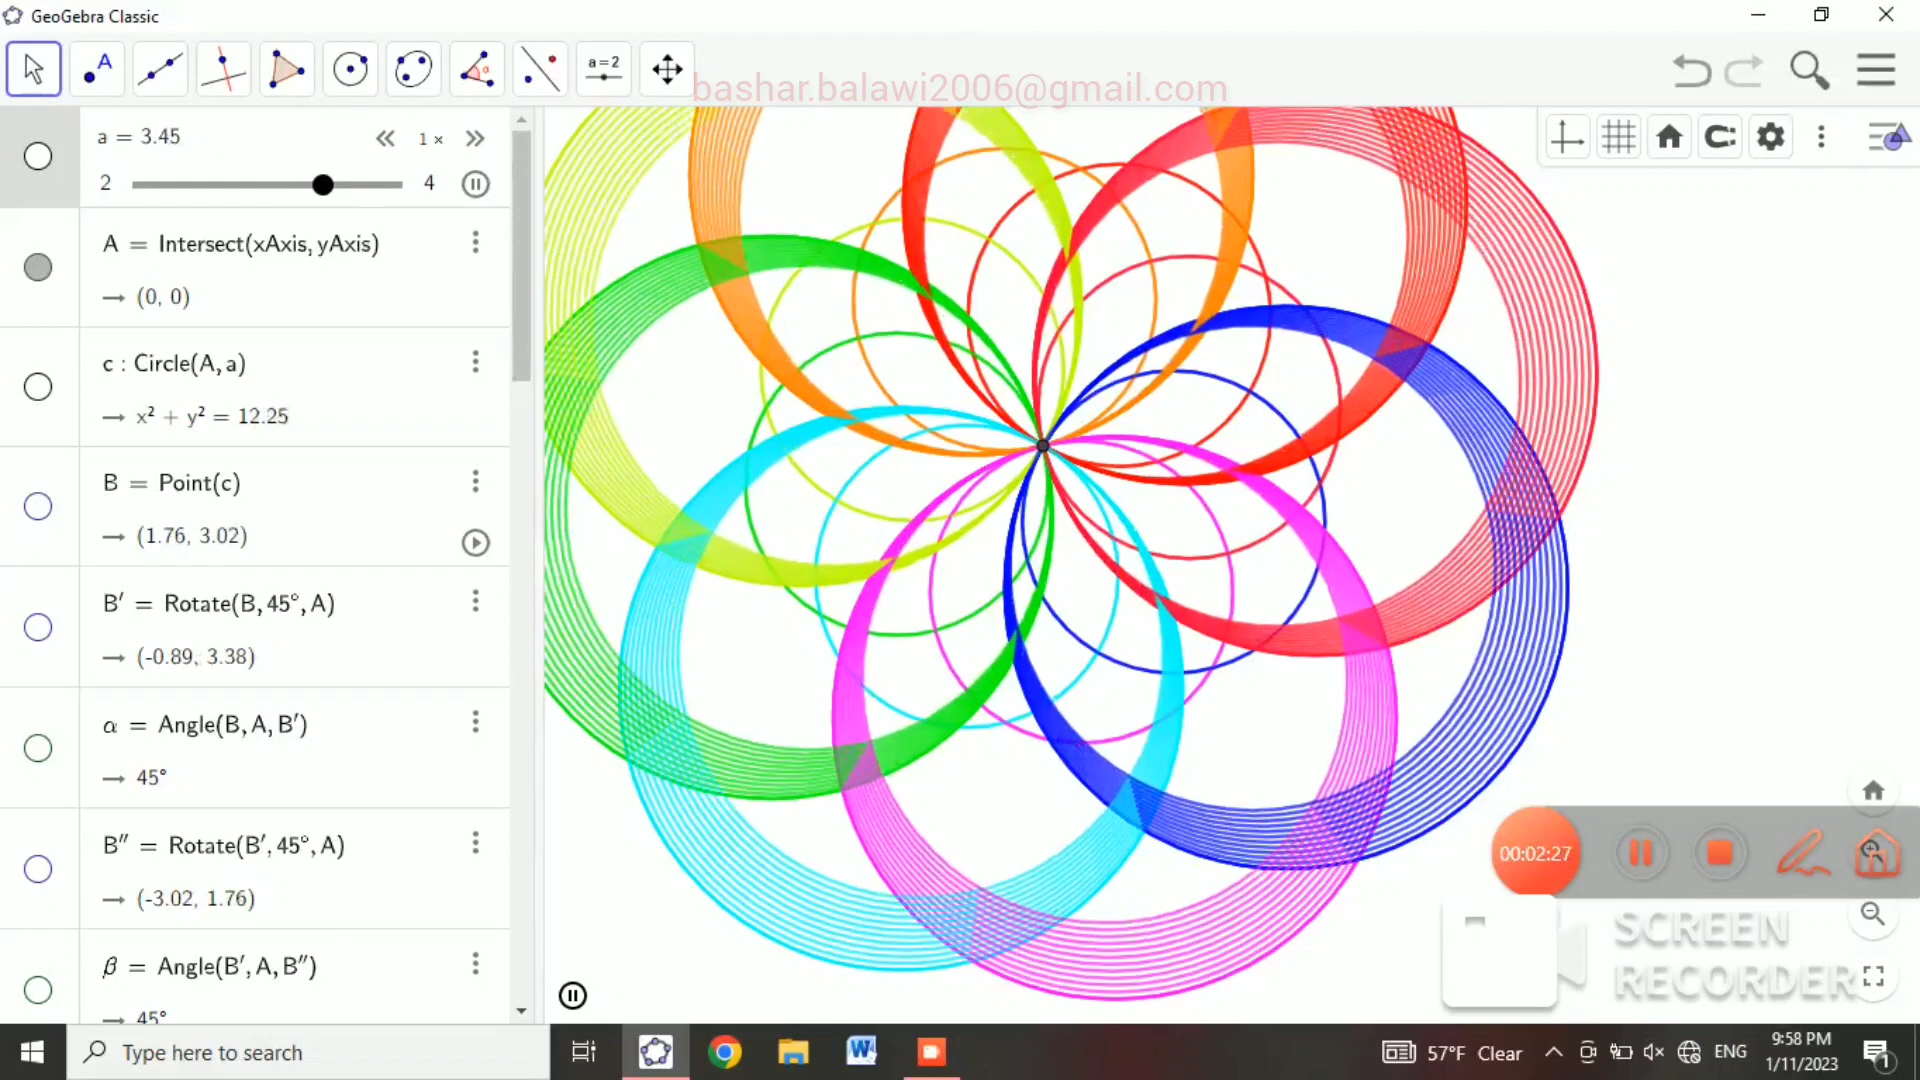 GeoGebra Classic
A
α
a = 2
bashar.balawi2006@gmail.com
a = 3.45
1 ×
2
4
A = Intersect(xAxis, yAxis)
→ (0, 0)
c : Circle(A, a)
→ x² + y² = 12.25
B = Point(c)
→ (1.76, 3.02)
B′ = Rotate(B, 45°, A)
→ (-0.89, 3.38)
α = Angle(B, A, B′)
→ 45°
B″ = Rotate(B′, 45°, A)
→ (-3.02, 1.76)
β = Angle(B′, A, B″)
→ 45°
00:02:27
SCREEN
RECORDER
Type here to search
W
57°F Clear
ENG
9:58 PM
1/11/2023
1